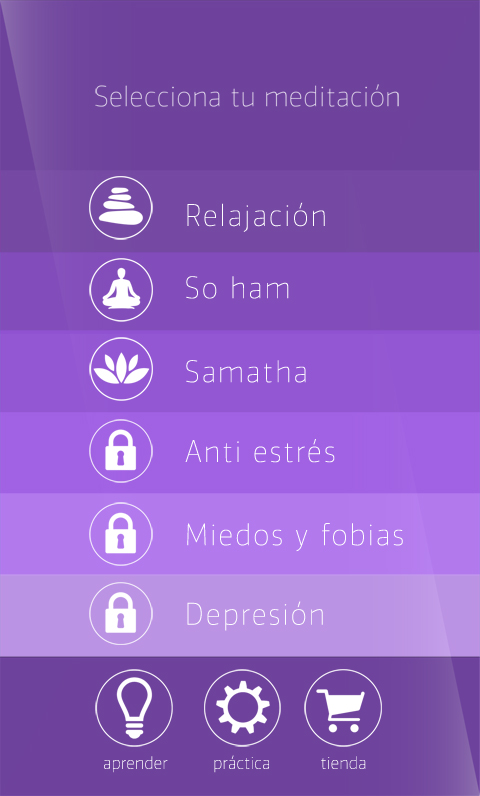 Selecciona tu meditación
Relajación
So ham
Samatha
Anti estrés
Miedos y fobias
Depresión
aprender práctica tienda